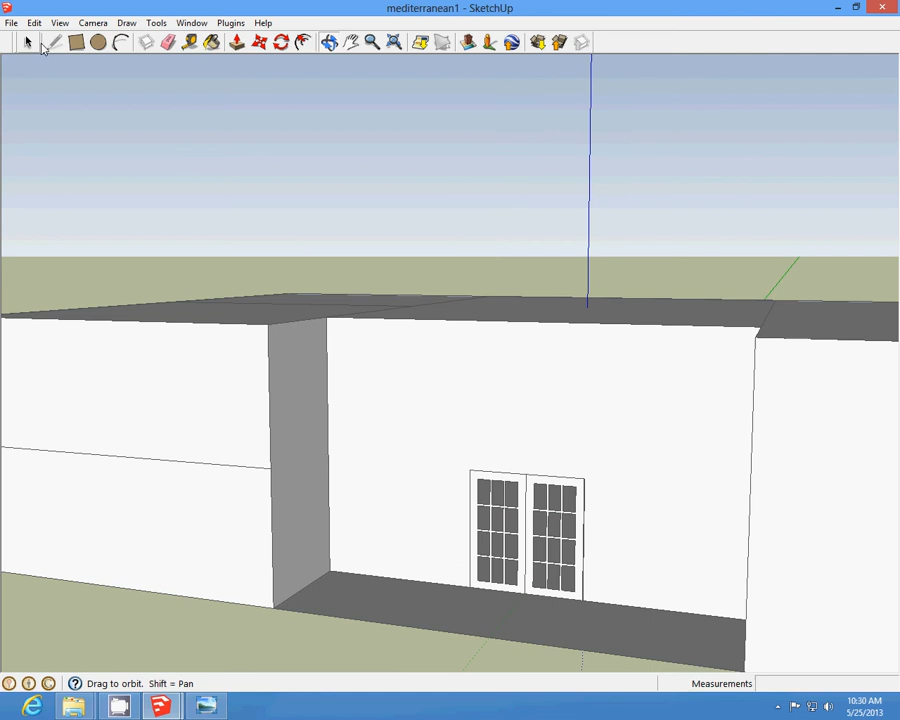 mediterranean1 - SketchUp
File Edit View Camera Draw Tools Window Plugins Help
Drag to orbit. Shift = Pan
Measurements
10:30 AM
5/25/2013